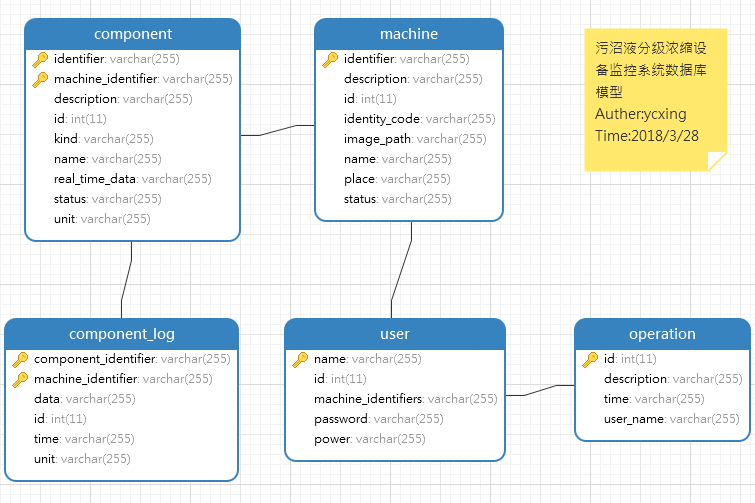 component
identifier: varchar(255)
machine_identifier: varchar(255)
description: varchar(255)
id: int(11)
kind: varchar(255)
name: varchar(255)
real_time_data: varchar(255)
status: varchar(255)
unit: varchar(255)
machine
identifier: varchar(255)
description: varchar(255)
id: int(11)
identity_code: varchar(255)
image_path: varchar(255)
name: varchar(255)
place: varchar(255)
status: varchar(255)
污沼液分级浓缩设
备监控系统数据库
模型
Auther:ycxing
Time:2018/3/28
component_log
component_identifier: varchar(255)
machine_identifier: varchar(255)
data: varchar(255)
id: int(11)
time: varchar(255)
unit: varchar(255)
user
name: varchar(255)
id: int(11)
machine_identifiers: varchar(255)
password: varchar(255)
power: varchar(255)
operation
id: int(11)
description: varchar(255)
time: varchar(255)
user_name: varchar(255)